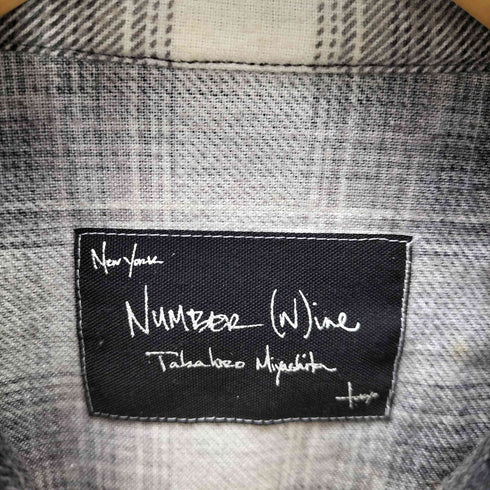 New York
NUMBER (N)ine
Takahiro Miyashita
tokyo